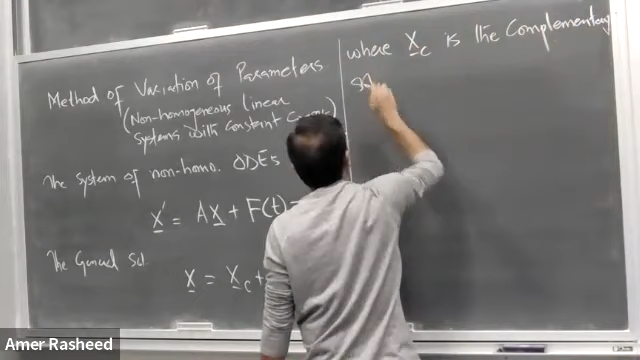 Method of Variation of Parameters
(Non-homogeneous linear
systems with Constant
The System of non-homo. ODEs
X' = AX + F(t)
The General Sol.
X = Xc +
where Xc is the Complementary
so
Amer Rasheed